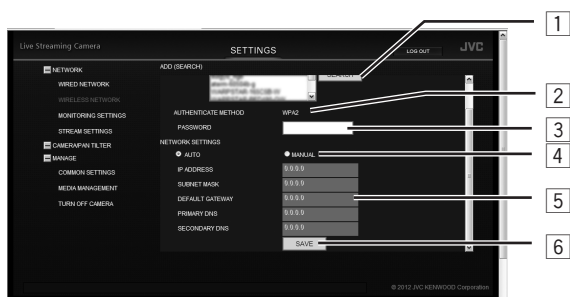 Live Streaming Camera
SETTINGS
LOG OUT
JVC
NETWORK
WIRED NETWORK
WIRELESS NETWORK
MONITORING SETTINGS
STREAM SETTINGS
CAMERA/PAN TILTER
MANAGE
COMMON SETTINGS
MEDIA MANAGEMENT
TURN OFF CAMERA
ADD (SEARCH)
SEARCH
AUTHENTICATE METHOD WPA2
PASSWORD
NETWORK SETTINGS
AUTO MANUAL
IP ADDRESS 0.0.0.0
SUBNET MASK 0.0.0.0
DEFAULT GATEWAY 0.0.0.0
PRIMARY DNS 0.0.0.0
SECONDARY DNS 0.0.0.0
SAVE
© 2012 JVC KENWOOD Corporation
1
2
3
4
5
6